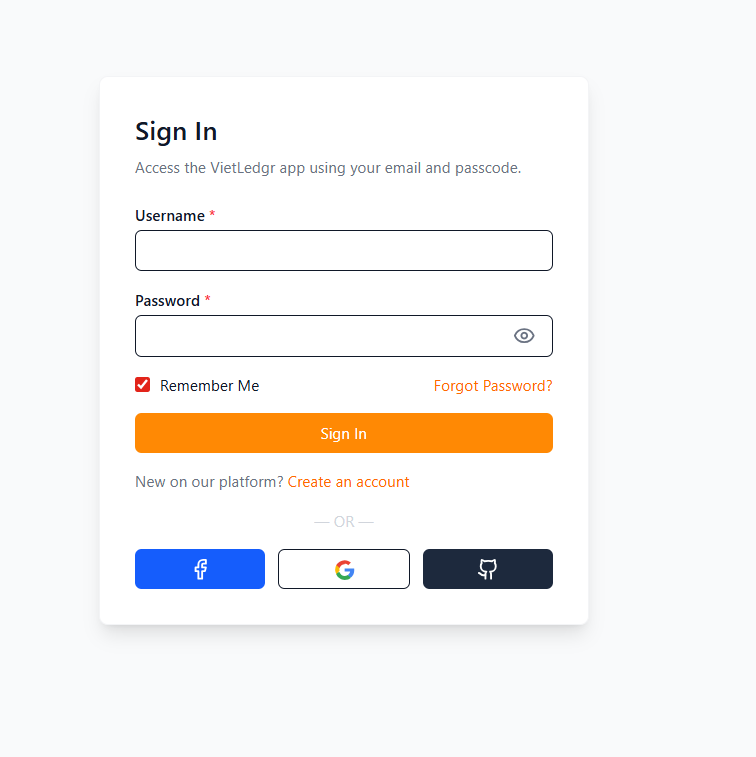 Sign In
Access the VietLedgr app using your email and passcode.
Username *
Password *
Remember Me
Forgot Password?
Sign In
New on our platform? Create an account
— OR —